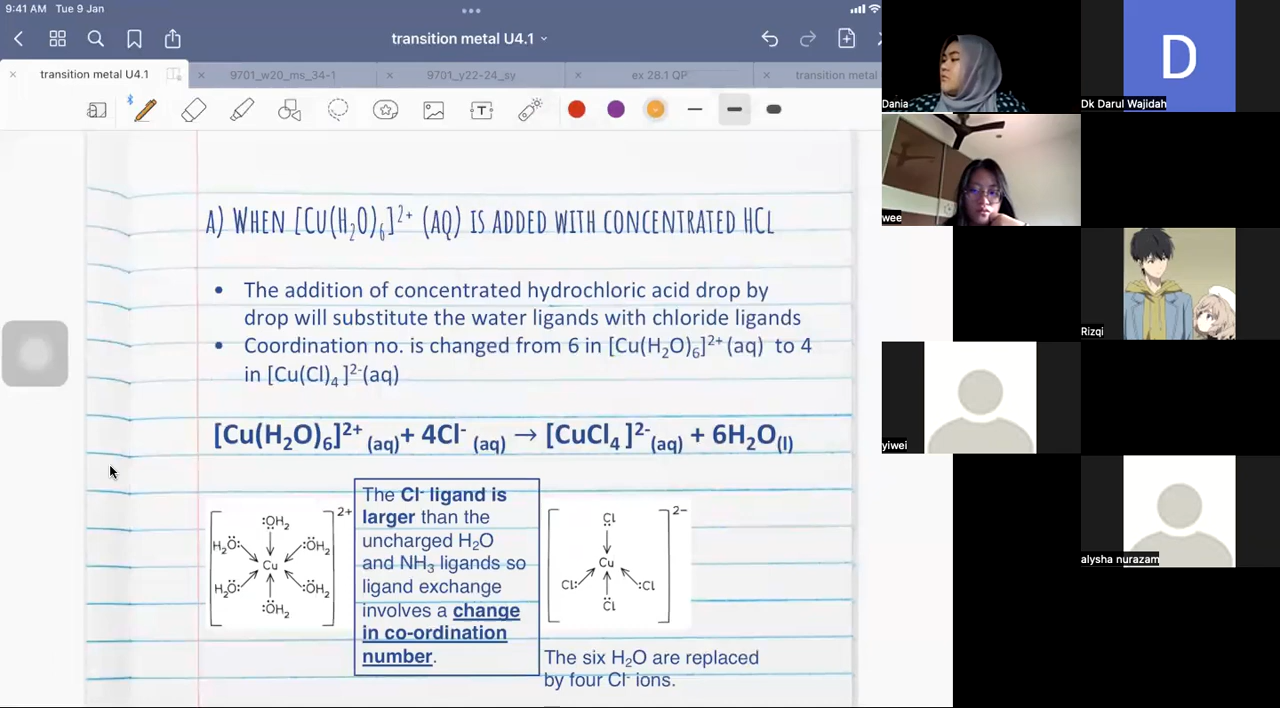 9:41 AM Tue 9 Jan
transition metal U4.1
transition metal U4.1
9701_w20_ms_34-1
9701_y22-24_sy
ex 28.1 QP
transition metal
A) WHEN [CU(H₂O)₆]²⁺ (AQ) IS ADDED WITH CONCENTRATED HCL
• The addition of concentrated hydrochloric acid drop by
drop will substitute the water ligands with chloride ligands
• Coordination no. is changed from 6 in [Cu(H₂O)₆]²⁺ (aq) to 4
in [Cu(Cl)₄ ]²⁻(aq)
[Cu(H₂O)₆]²⁺ (aq)+ 4Cl⁻ (aq) → [CuCl₄ ]²⁻(aq) + 6H₂O(l)
2+
:ÖH₂
H₂Ö:
:ÖH₂
Cu
H₂Ö:
:ÖH₂
:ÖH₂
The Cl⁻ ligand is
larger than the
uncharged H₂O
and NH₃ ligands so
ligand exchange
involves a change
in co-ordination
number.
2−
Cl
Cu
Cl:
:Cl
Cl
The six H₂O are replaced
by four Cl⁻ ions.
Dania
D
Dk Darul Wajidah
wee
Rizqi
yiwei
alysha nurazam